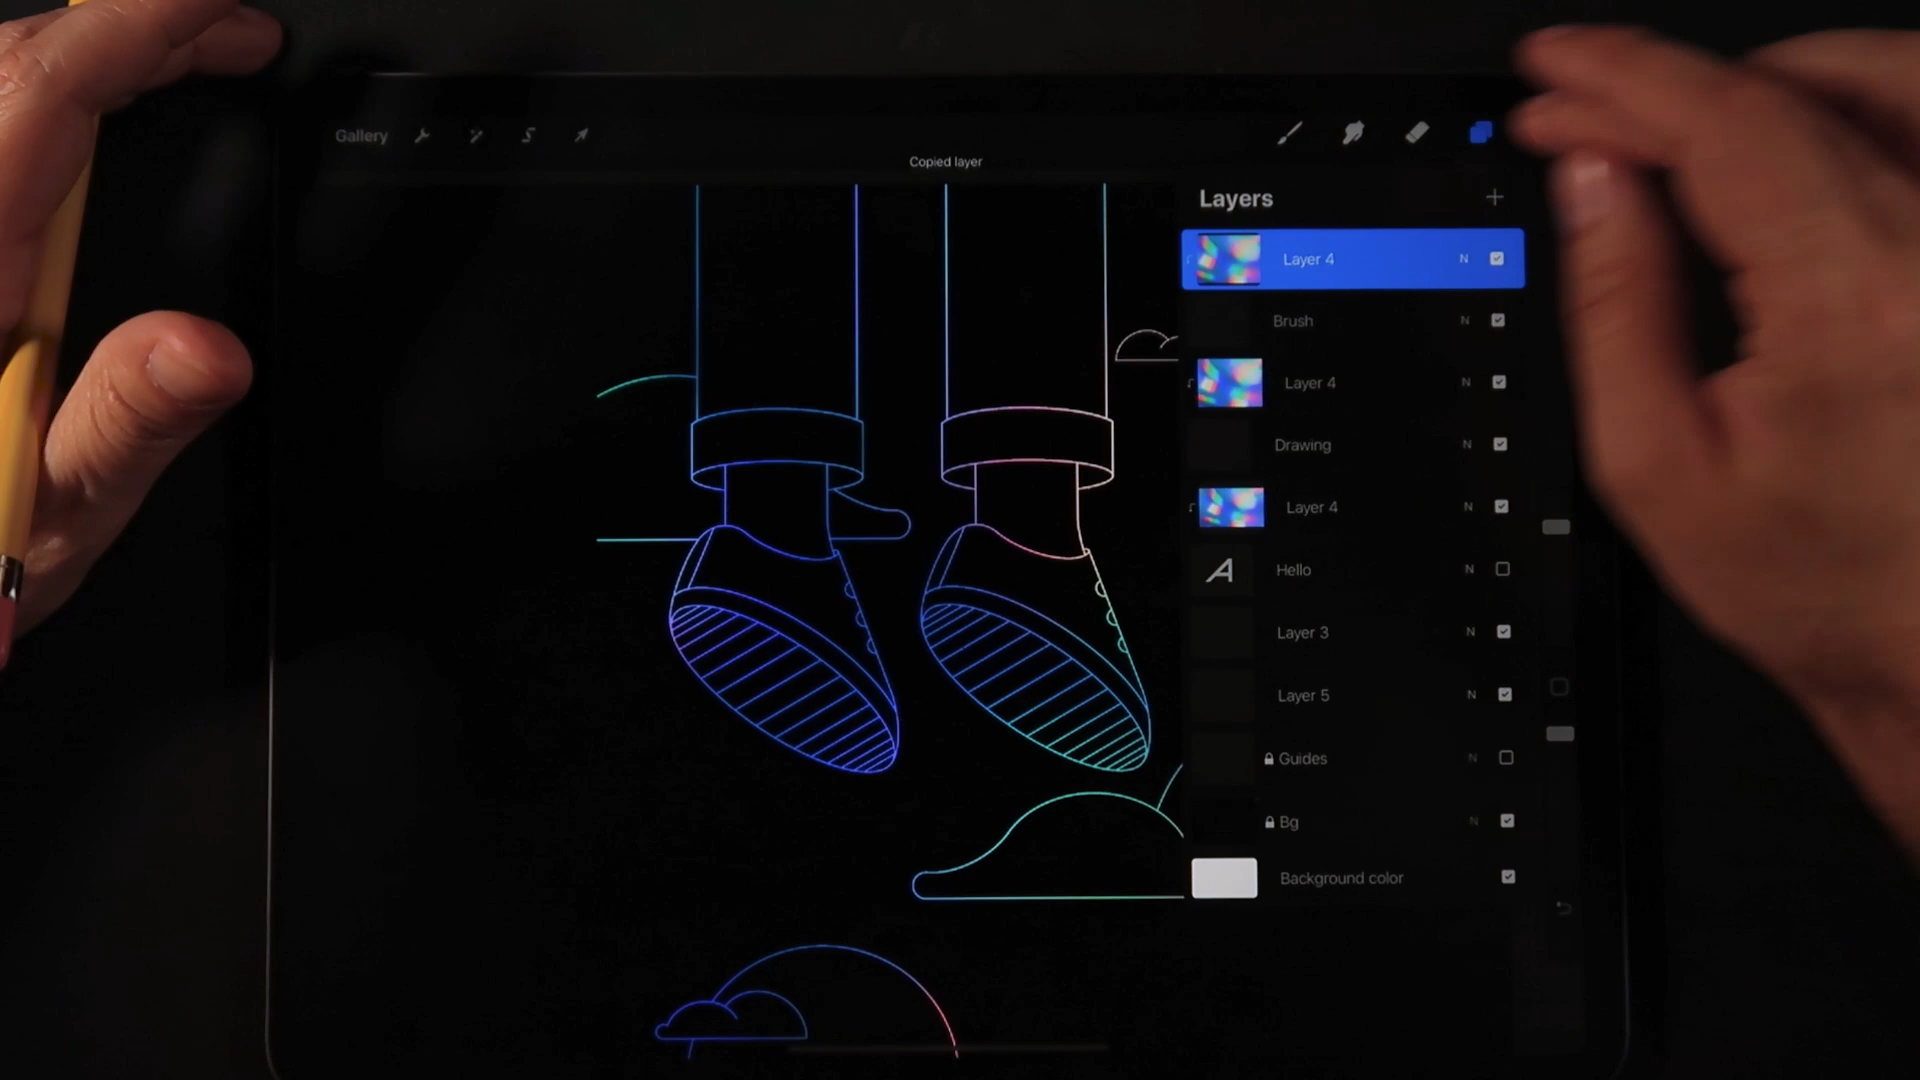 Gallery
Copied layer
Layers
Layer 4 N
Brush N
Layer 4 N
Drawing N
Layer 4 N
A Hello N
Layer 3 N
Layer 5 N
Guides N
Bg N
Background color